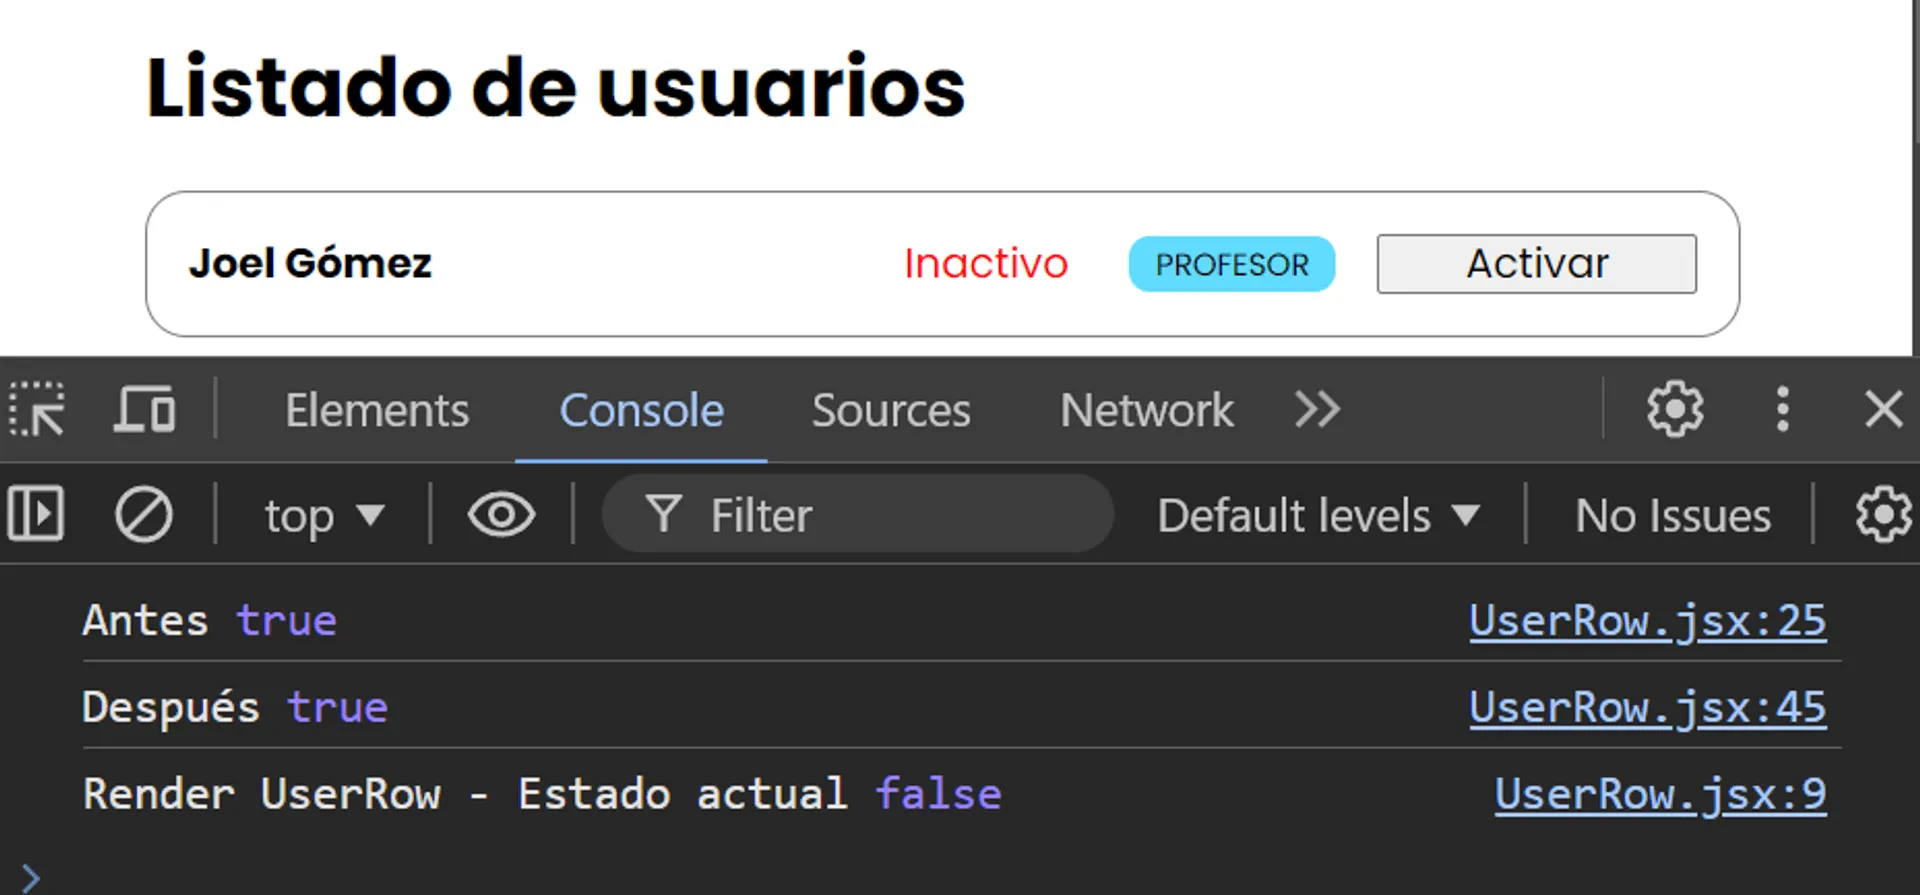 Listado de usuarios
Joel Gómez Inactivo PROFESOR Activar
Elements Console Sources Network
top Filter Default levels No Issues
Antes true UserRow.jsx:25
Después true UserRow.jsx:45
Render UserRow - Estado actual false UserRow.jsx:9